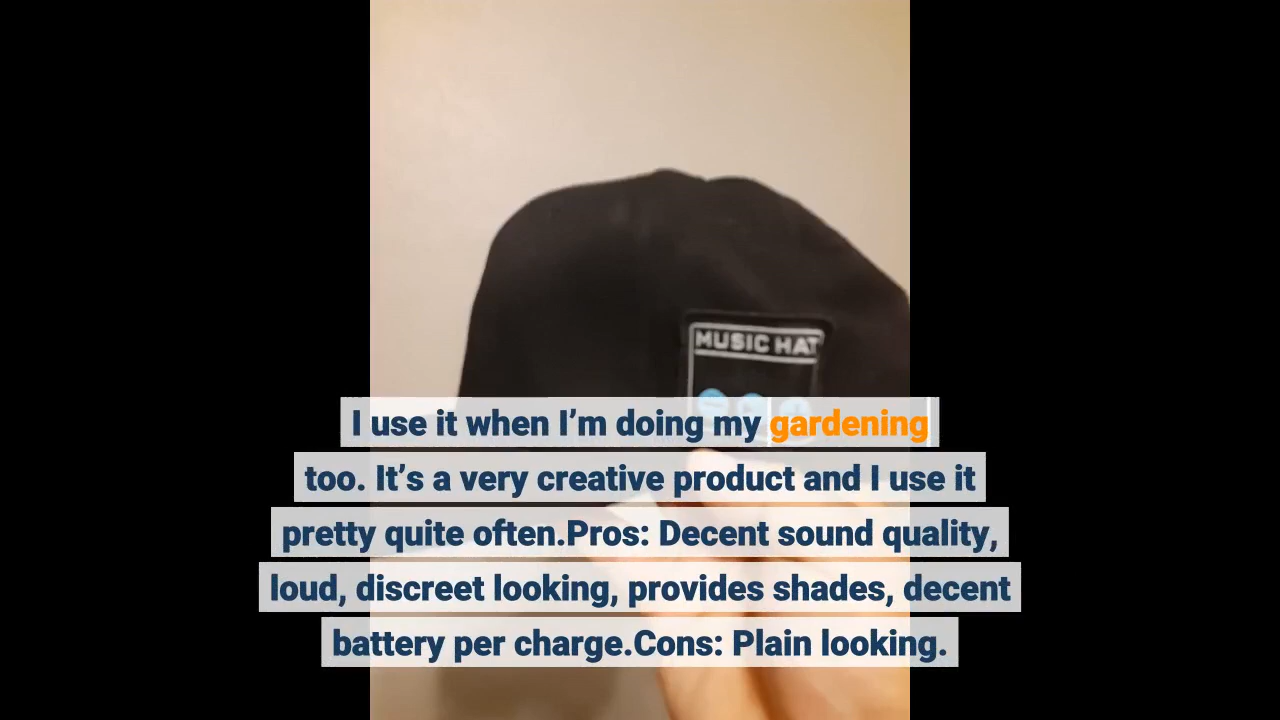 MUSIC HAT
I use it when I’m doing my gardening
too. It’s a very creative product and I use it
pretty quite often.Pros: Decent sound quality,
loud, discreet looking, provides shades, decent
battery per charge.Cons: Plain looking.